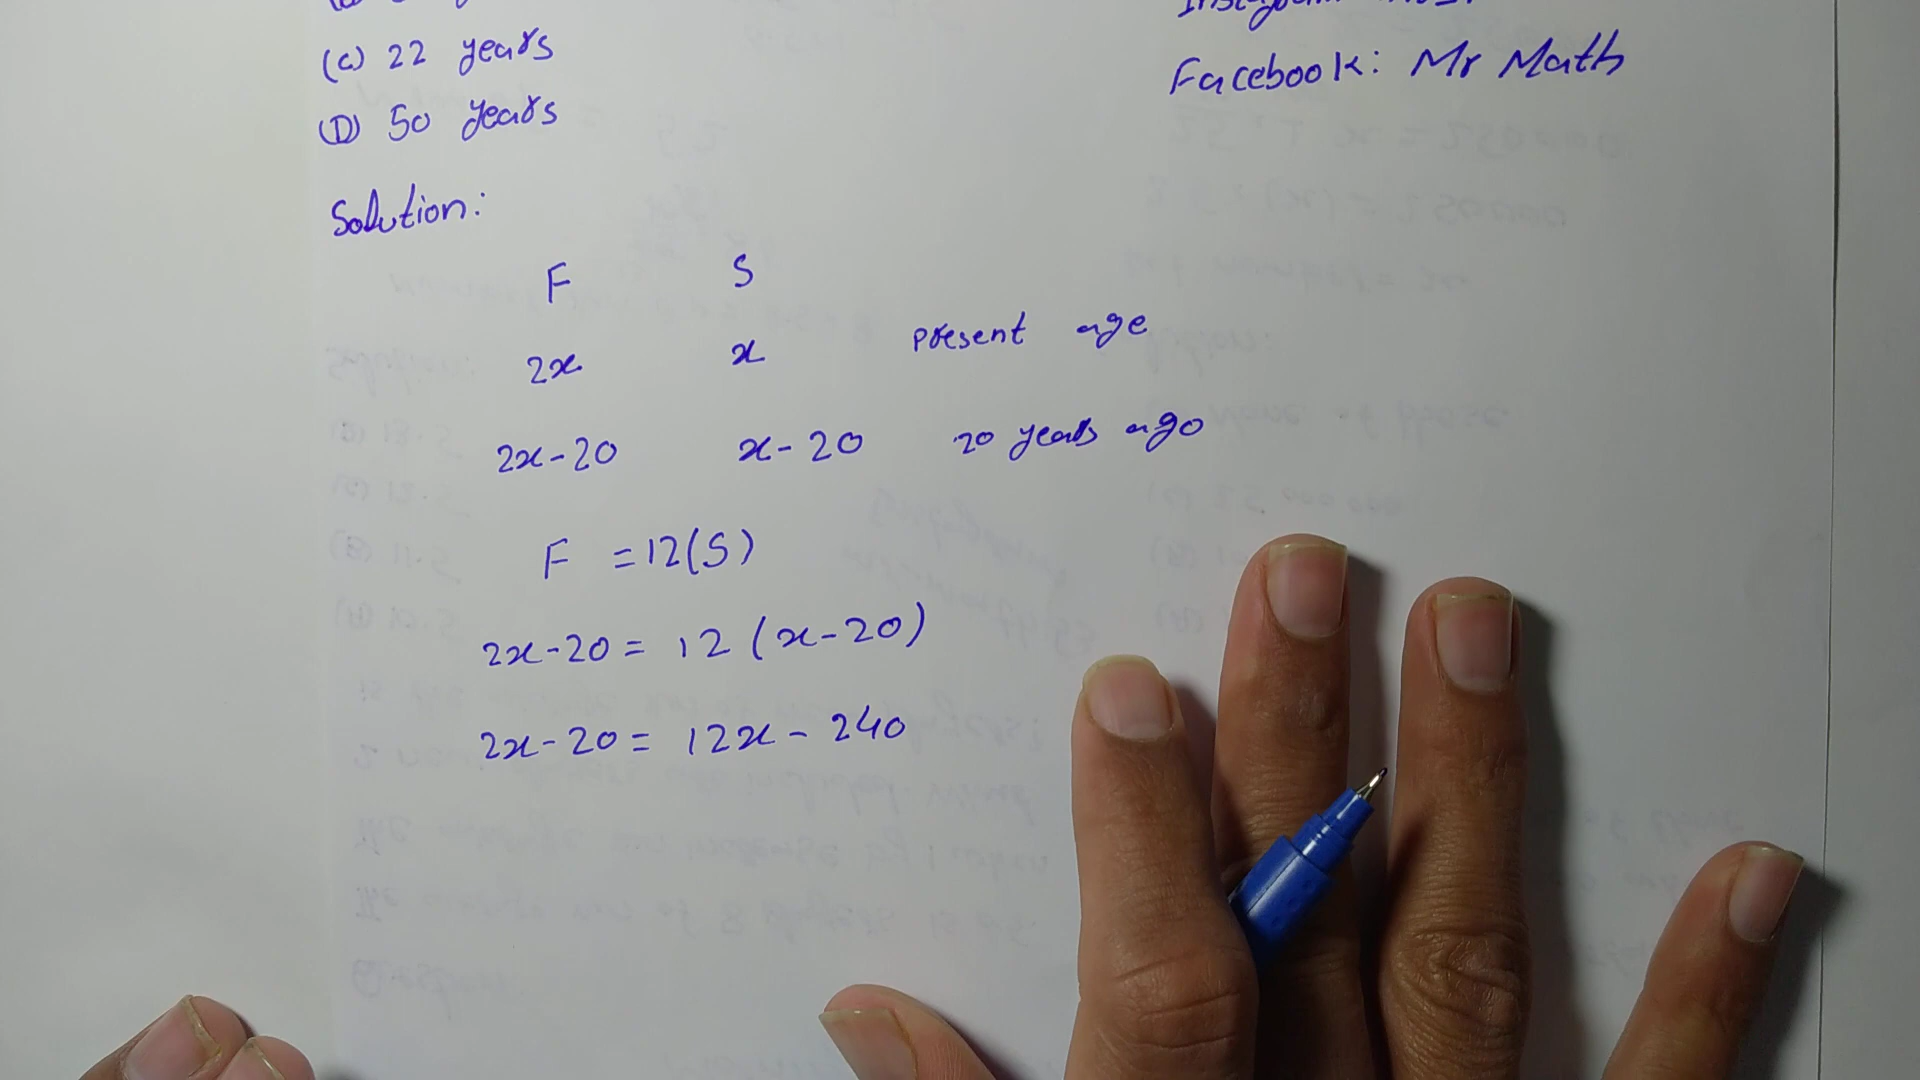 (C) 22 years
Facebook: Mr Math
(D) 50 years
Solution:
F S
2x x present age
2x-20 x-20 20 years ago
F = 12(S)
2x-20 = 12(x-20)
2x-20 = 12x - 240